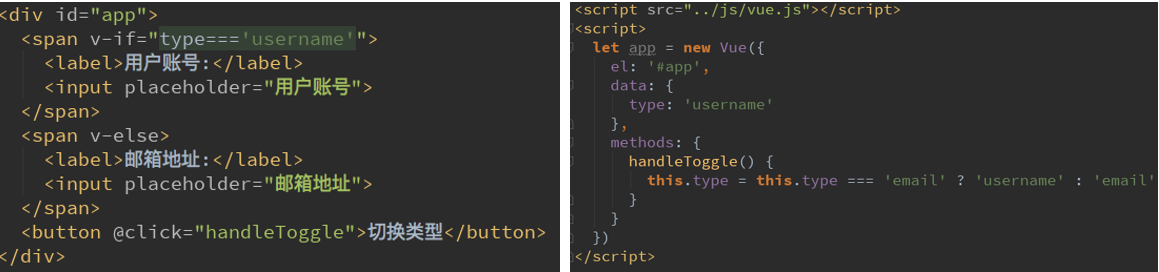 <div id="app">
<span v-if="type==='username'">
<label>用户账号:</label>
<input placeholder="用户账号">
</span>
<span v-else>
<label>邮箱地址:</label>
<input placeholder="邮箱地址">
</span>
<button @click="handleToggle">切换类型</button>
</div>
<script src="../js/vue.js"></script>
<script>
let app = new Vue({
el: '#app',
data: {
type: 'username'
},
methods: {
handleToggle() {
this.type = this.type === 'email' ? 'username' : 'email'
}
}
})
</script>